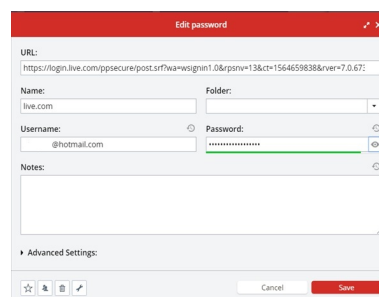 Edit password
URL:
https://login.live.com/ppsecure/post.srf?wa=wsignin1.0&rpsnv=13&ct=1564659838&rver=7.0.673
Name:
Folder:
live.com
Username:
Password:
@hotmail.com
••••••••••••••••••
Notes:
Advanced Settings:
Cancel
Save